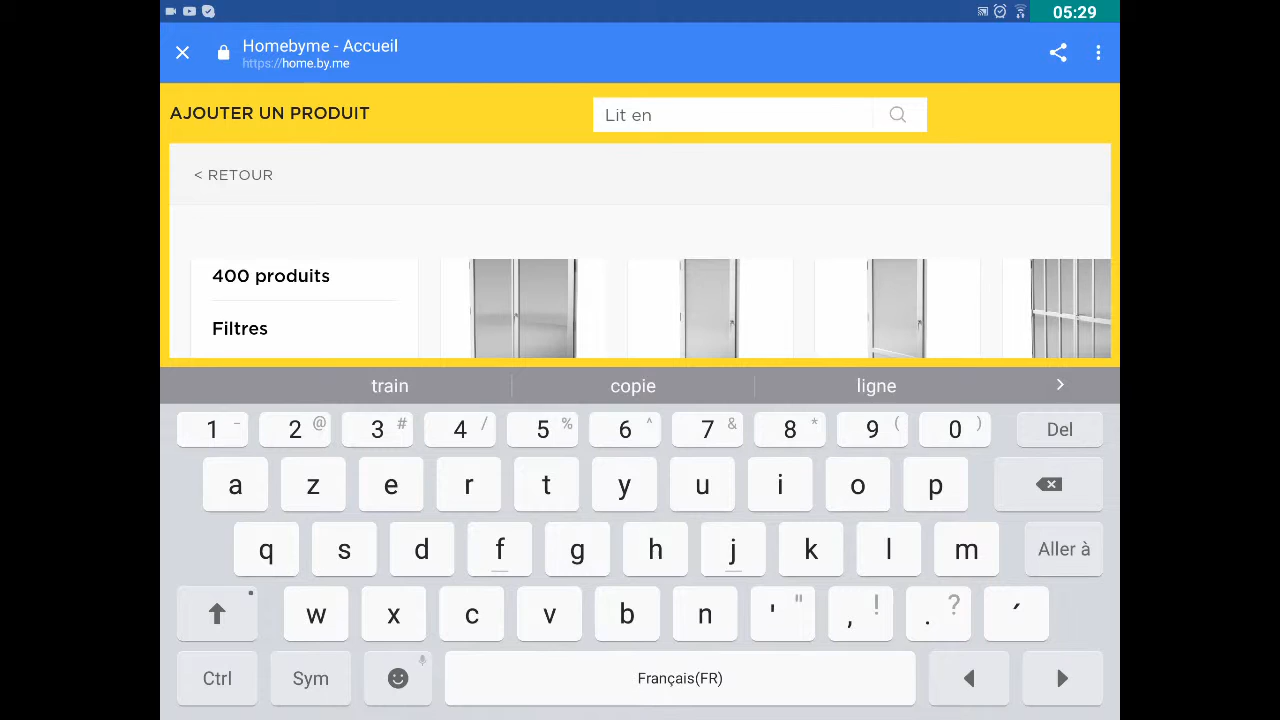 05:29
Homebyme - Accueil
https://home.by.me
AJOUTER UN PRODUIT
Lit en
< RETOUR
400 produits
Filtres
train copie ligne >
1 - 2 @ 3 # 4 / 5 % 6 ^ 7 & 8 * 9 ( 0 ) Del
a z e r t y u i o p
q s d f g h j k l m Aller à
w x c v b n ' " , ! . ? ´
Ctrl Sym Français(FR)